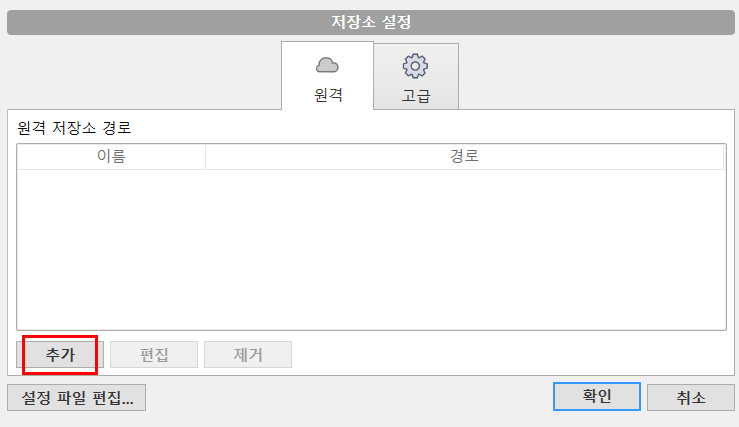 저장소 설정
원격
고급
원격 저장소 경로
이름 경로
추가 편집 제거
설정 파일 편집... 확인 취소